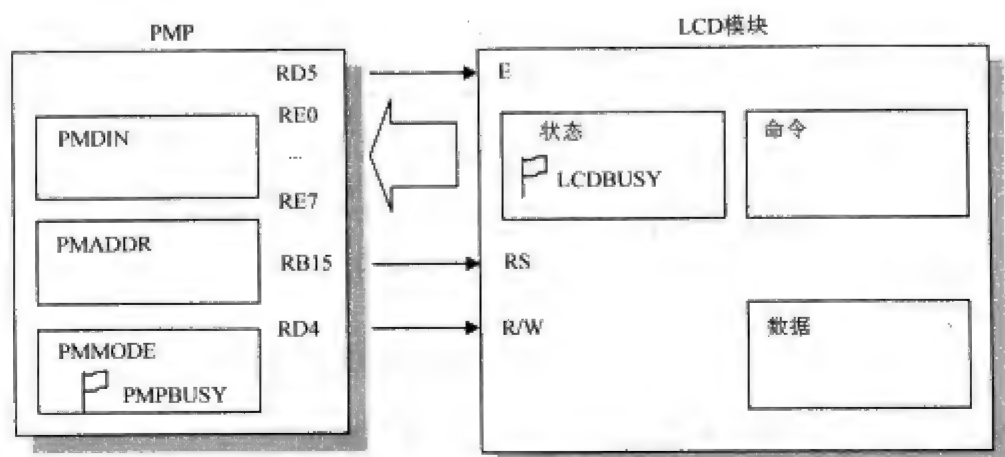 PMP
LCD模块
RD5
E
RE0
PMDIN
...
RE7
状态
LCDBUSY
命令
PMADDR
RB15
RS
RD4
R/W
PMMODE
PMPBUSY
数据